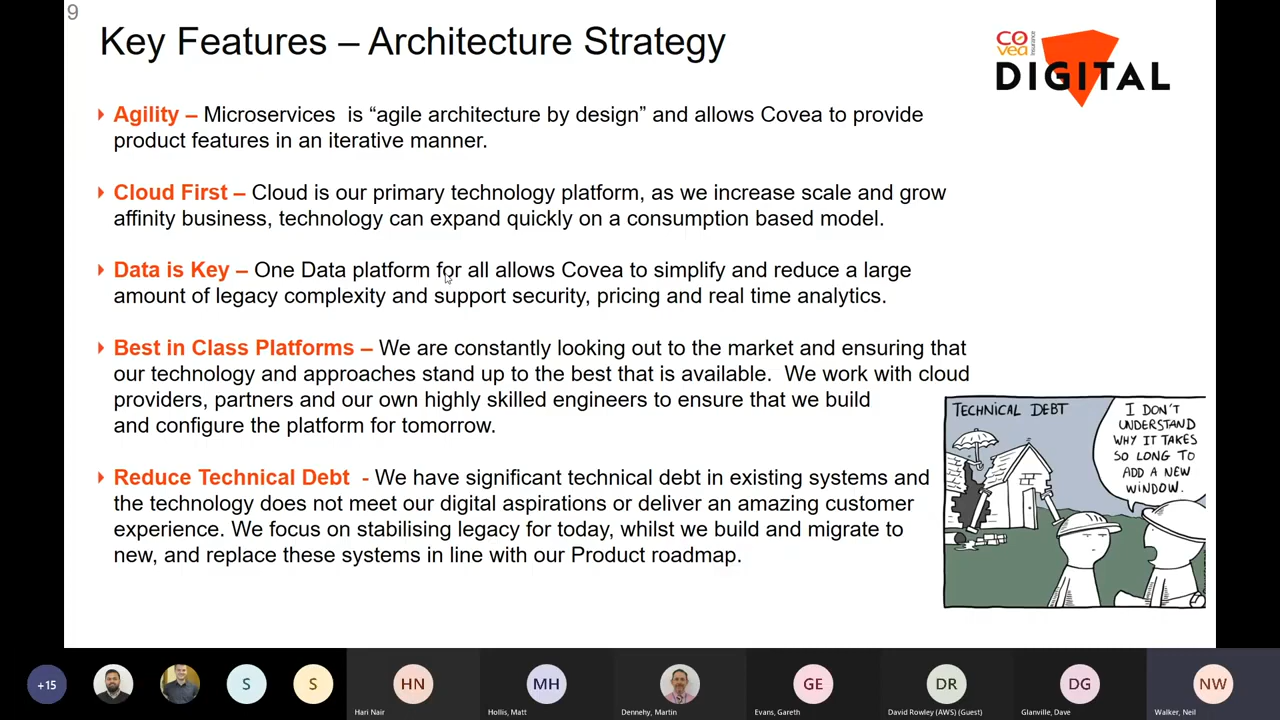 9
Key Features – Architecture Strategy
covea
insurance
DIGITAL
Agility – Microservices  is “agile architecture by design” and allows Covea to provide
product features in an iterative manner.
Cloud First – Cloud is our primary technology platform, as we increase scale and grow
affinity business, technology can expand quickly on a consumption based model.
Data is Key – One Data platform for all allows Covea to simplify and reduce a large
amount of legacy complexity and support security, pricing and real time analytics.
Best in Class Platforms – We are constantly looking out to the market and ensuring that
our technology and approaches stand up to the best that is available.  We work with cloud
providers, partners and our own highly skilled engineers to ensure that we build
and configure the platform for tomorrow.
Reduce Technical Debt  - We have significant technical debt in existing systems and
the technology does not meet our digital aspirations or deliver an amazing customer
experience. We focus on stabilising legacy for today, whilst we build and migrate to
new, and replace these systems in line with our Product roadmap.
TECHNICAL DEBT
I DON'T
UNDERSTAND
WHY IT TAKES
SO LONG TO
ADD A NEW
WINDOW.
+15
S
S
HN
MH
GE
DR
DG
NW
Hari Nair
Hollis, Matt
Dennehy, Martin
Evans, Gareth
David Rowley (AWS) (Guest)
Glanville, Dave
Walker, Neil